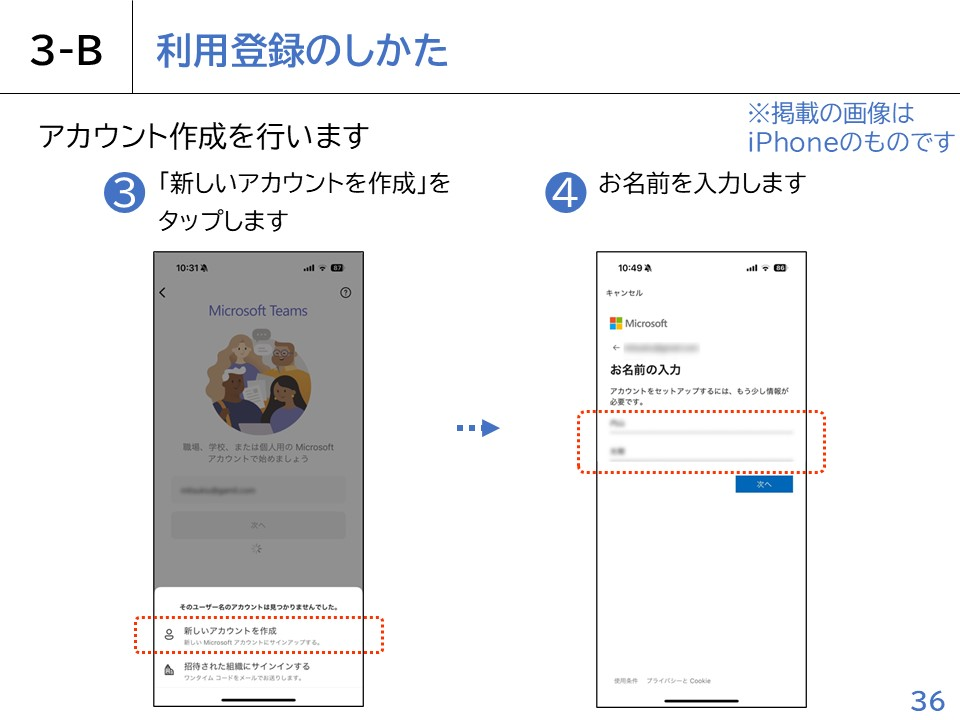 3-B
利用登録のしかた
※掲載の画像は
iPhoneのものです
アカウント作成を行います
3
「新しいアカウントを作成」を
タップします
4
お名前を入力します
10:31
87
Microsoft Teams
職場、学校、または個人用の Microsoft
アカウントで始めましょう
次へ
そのユーザー名のアカウントは見つかりませんでした。
新しいアカウントを作成
新しい Microsoft アカウントにサインアップする。
招待された組織にサインインする
ワンタイム コードをメールでお送りします。
10:49
86
キャンセル
Microsoft
お名前の入力
アカウントをセットアップするには、もう少し情報が
必要です。
次へ
使用条件 プライバシーと Cookie
36